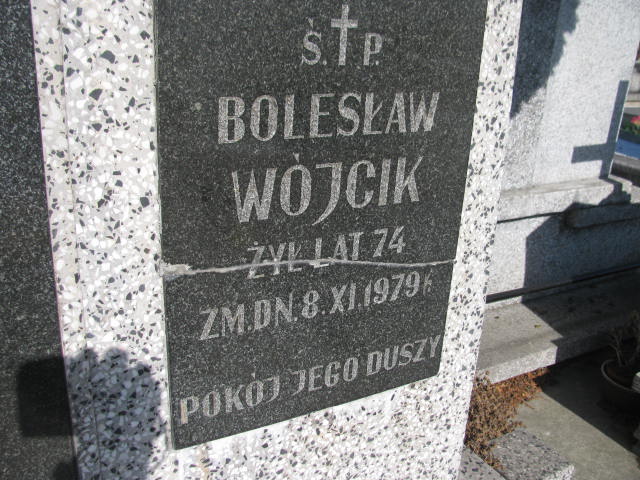 Ś. † P.
BOLESŁAW
WÓJCIK
ŻYŁ LAT 74
ZM.DN.8.XI.1979 R
POKÓJ JEGO DUSZY